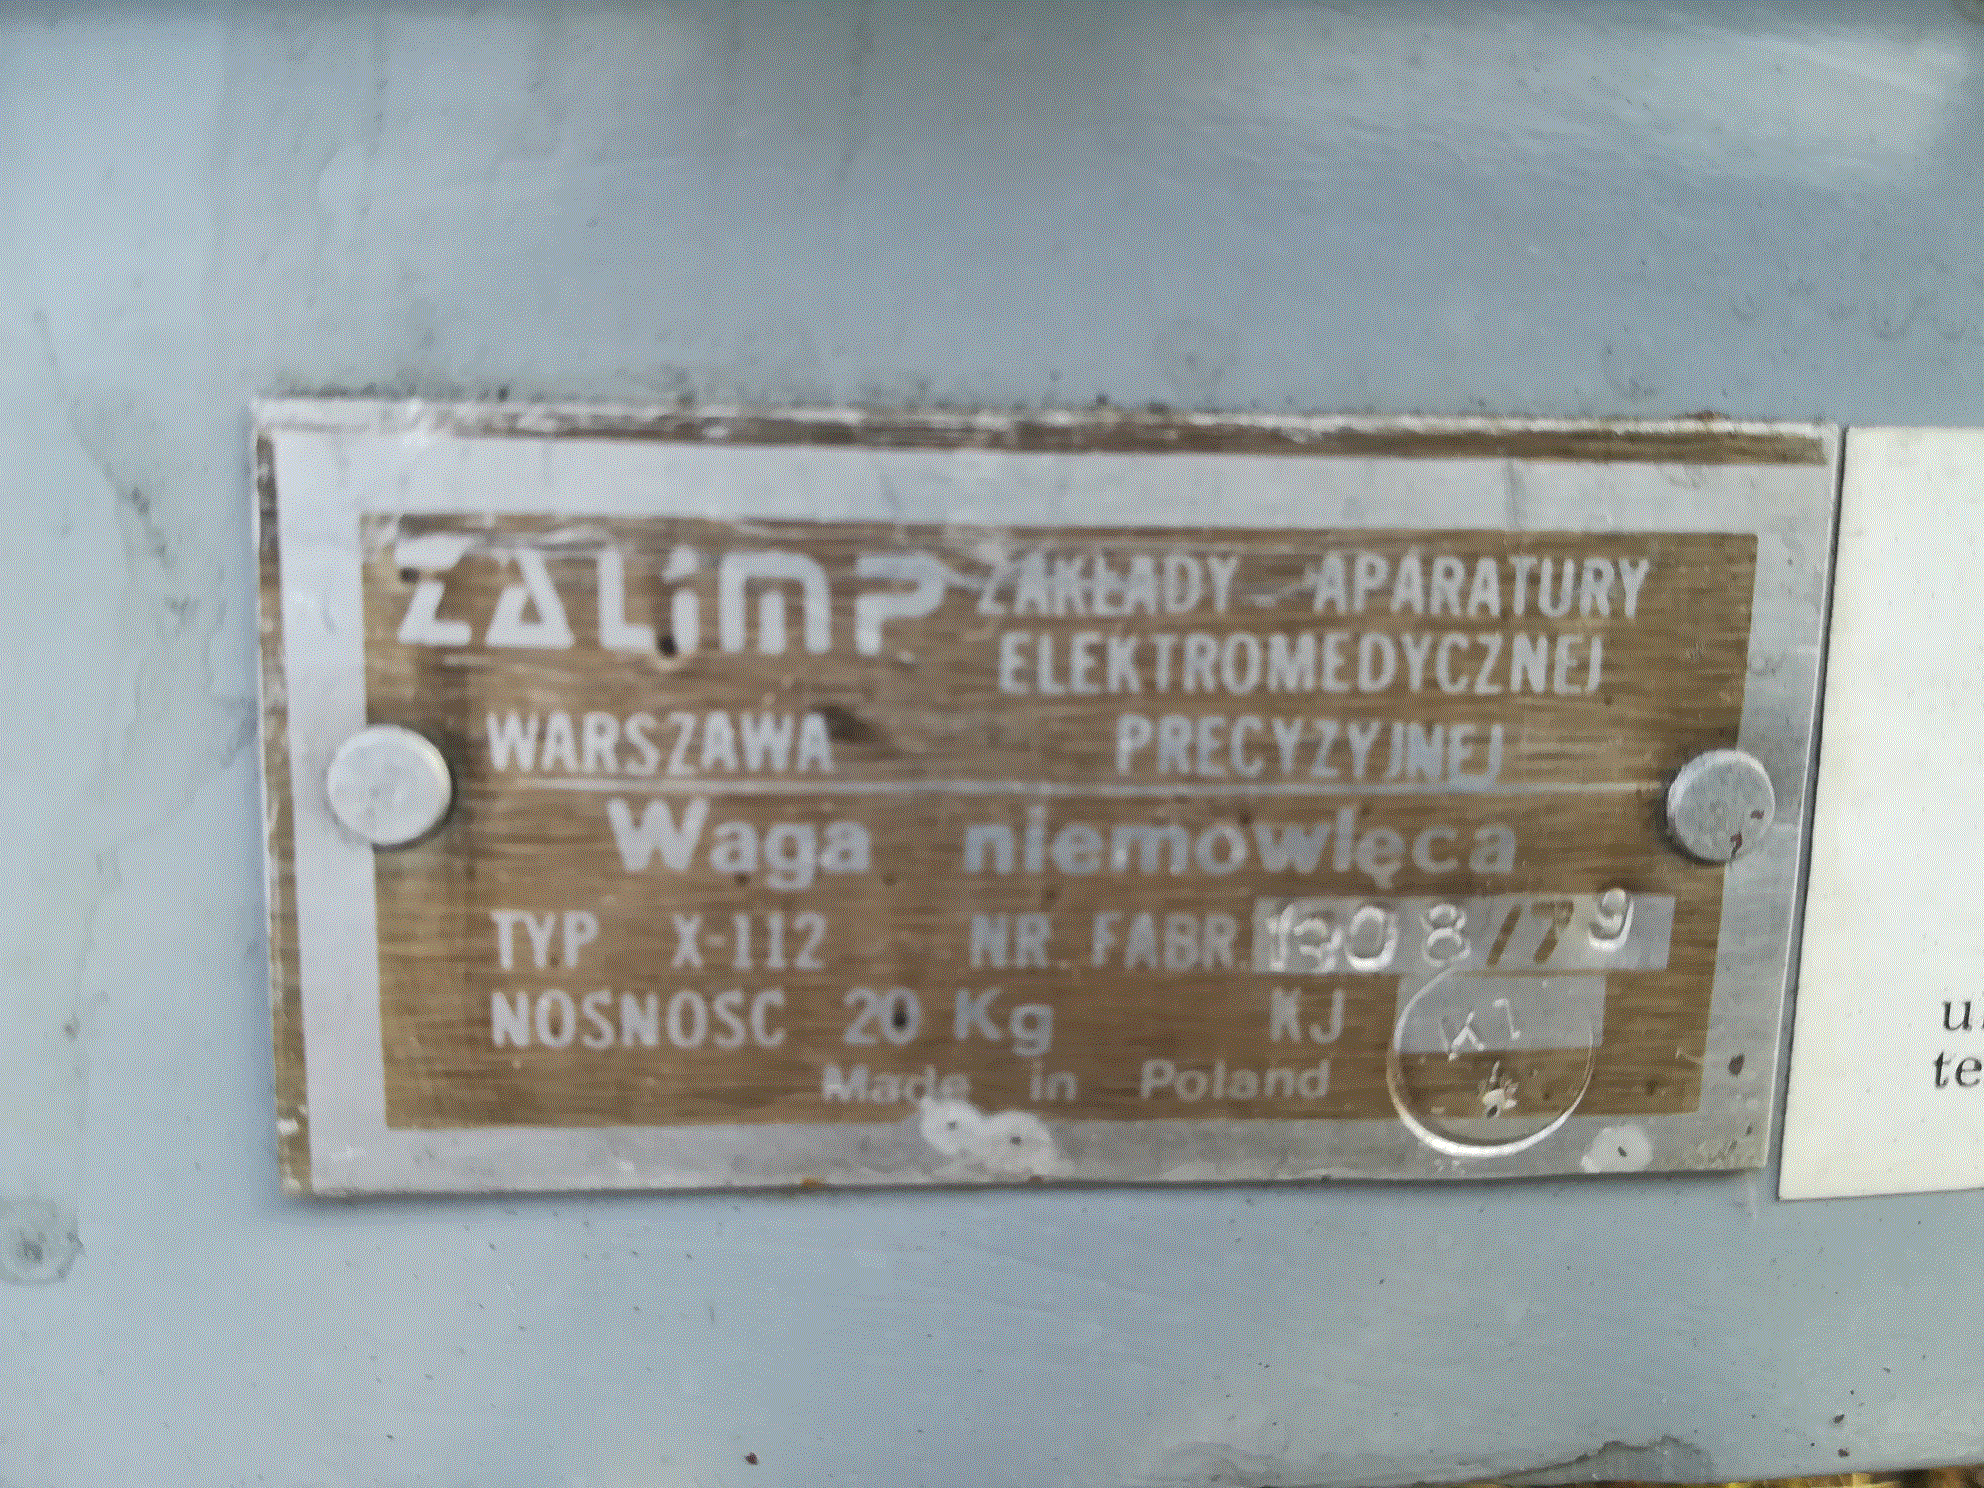 ZALIMP ZAKŁADY APARATURY
ELEKTROMEDYCZNEJ
WARSZAWA PRECYZYJNEJ
Waga niemowlęca
TYP X-112 NR FABR. 1308/79
NOSNOSC 20 Kg KJ
Made in Poland